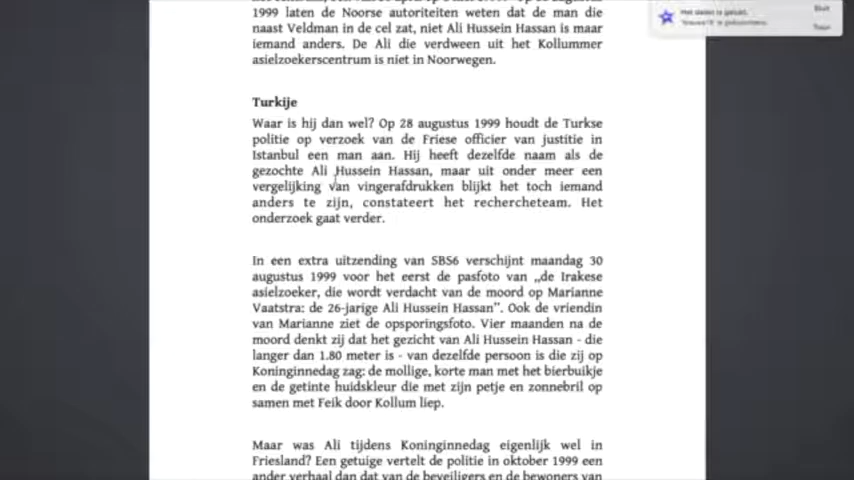 1999 laten de Noorse autoriteiten weten dat de man die
naast Veldman in de cel zat, niet Ali Hussein Hassan is maar
iemand anders. De Ali die verdween uit het Kollummer
asielzoekerscentrum is niet in Noorwegen.
Turkije
Waar is hij dan wel? Op 28 augustus 1999 houdt de Turkse
politie op verzoek van de Friese officier van justitie in
Istanbul een man aan. Hij heeft dezelfde naam als de
gezochte Ali Hussein Hassan, maar uit onder meer een
vergelijking van vingerafdrukken blijkt het toch iemand
anders te zijn, constateert het rechercheteam. Het
onderzoek gaat verder.
In een extra uitzending van SBS6 verschijnt maandag 30
augustus 1999 voor het eerst de pasfoto van „de Irakese
asielzoeker, die wordt verdacht van de moord op Marianne
Vaatstra: de 26-jarige Ali Hussein Hassan”. Ook de vriendin
van Marianne ziet de opsporingsfoto. Vier maanden na de
moord denkt zij dat het gezicht van Ali Hussein Hassan - die
langer dan 1.80 meter is - van dezelfde persoon is die zij op
Koninginnedag zag: de mollige, korte man met het bierbuikje
en de getinte huidskleur die met zijn petje en zonnebril op
samen met Feik door Kollum liep.
Maar was Ali tijdens Koninginnedag eigenlijk wel in
Friesland? Een getuige vertelt de politie in oktober 1999 een
ander verhaal dan dat van de beveiligers en de bewoners van